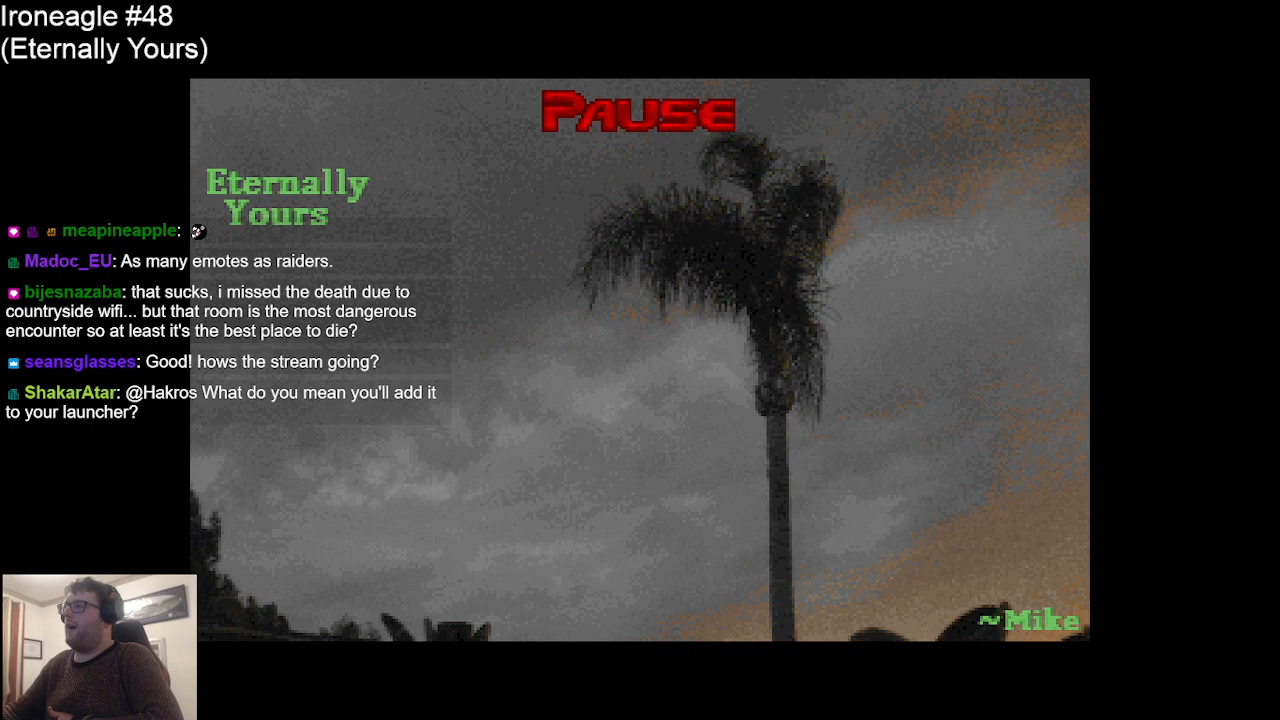 Ironeagle #48
(Eternally Yours)
PAUSE
Eternally
Yours
meapineapple:
Madoc_EU: As many emotes as raiders.
bijesnazaba: that sucks, i missed the death due to
countryside wifi... but that room is the most dangerous
encounter so at least it's the best place to die?
seansglasses: Good! hows the stream going?
ShakarAtar: @Hakros What do you mean you'll add it
to your launcher?
~Mike